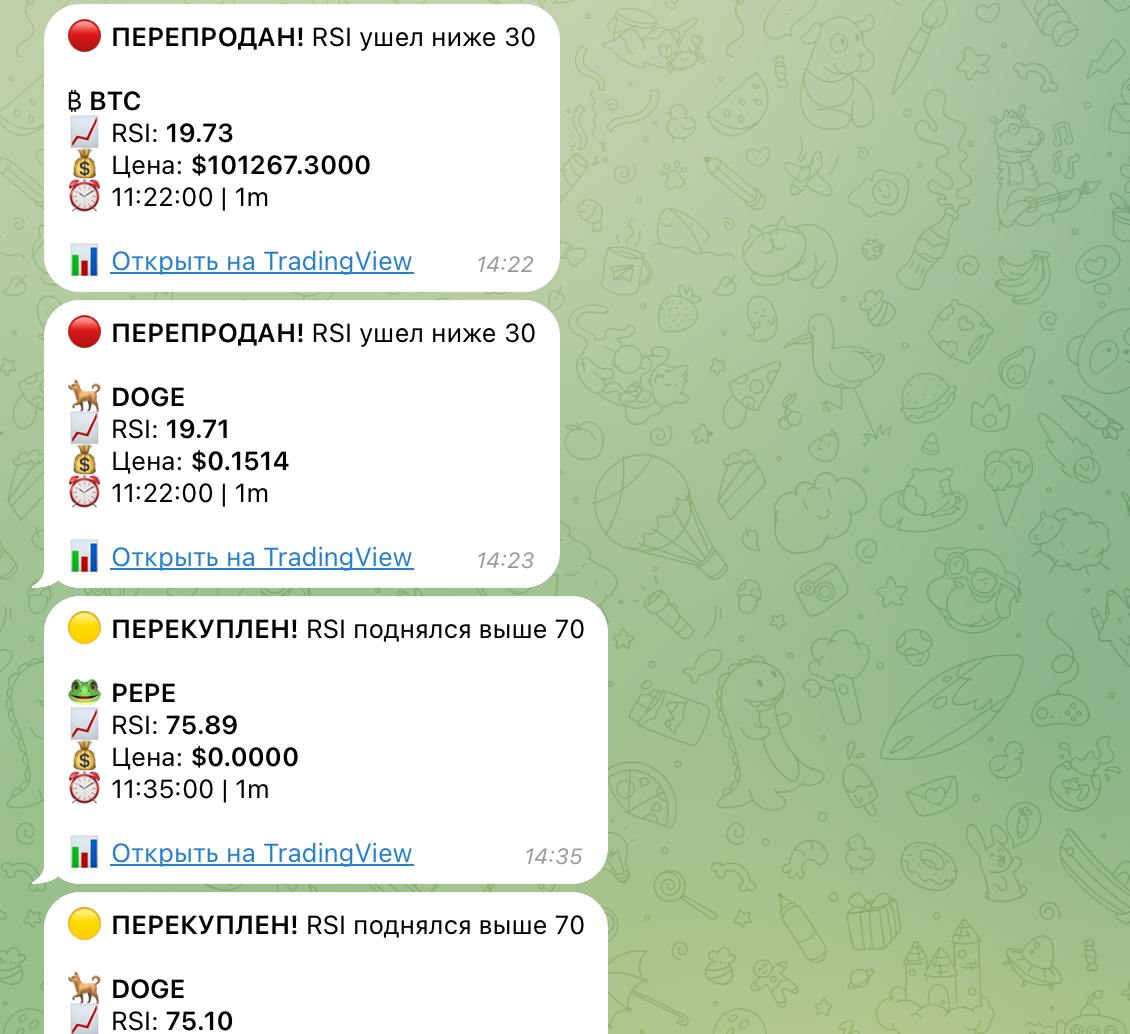 🔴 ПЕРЕПРОДАН! RSI ушел ниже 30
₿ BTC
📈 RSI: 19.73
💰 Цена: $101267.3000
⏰ 11:22:00 | 1m
📊 Открыть на TradingView 14:22
🔴 ПЕРЕПРОДАН! RSI ушел ниже 30
🐕 DOGE
📈 RSI: 19.71
💰 Цена: $0.1514
⏰ 11:22:00 | 1m
📊 Открыть на TradingView 14:23
🟡 ПЕРЕКУПЛЕН! RSI поднялся выше 70
🐸 PEPE
📈 RSI: 75.89
💰 Цена: $0.0000
⏰ 11:35:00 | 1m
📊 Открыть на TradingView 14:35
🟡 ПЕРЕКУПЛЕН! RSI поднялся выше 70
🐕 DOGE
📈 RSI: 75.10